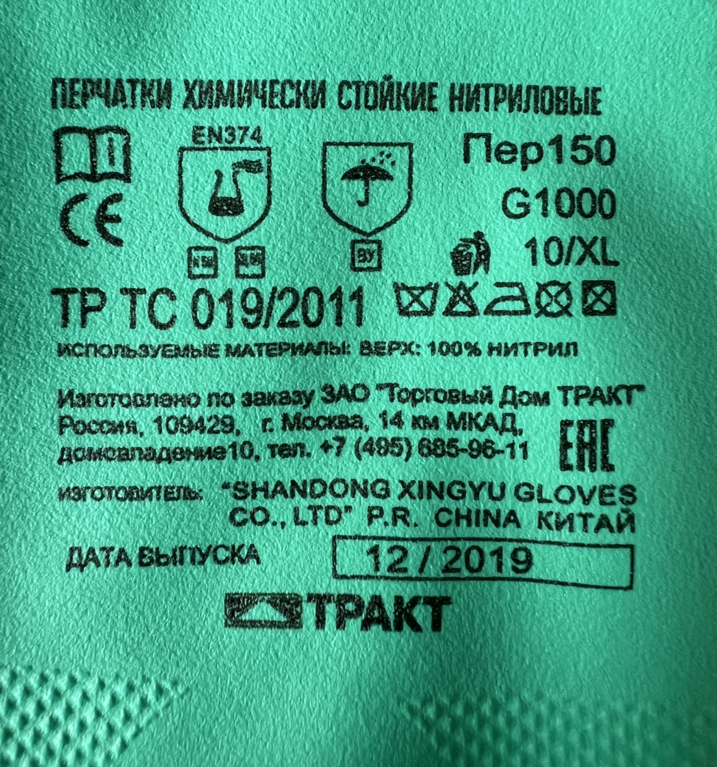 ПЕРЧАТКИ ХИМИЧЕСКИ СТОЙКИЕ НИТРИЛОВЫЕ
EN374
Пер150
G1000
CE
ВУ
10/XL
ТР ТС 019/2011
ИСПОЛЬЗУЕМЫЕ МАТЕРИАЛЫ: ВЕРХ: 100% НИТРИЛ
Изготовлено по заказу ЗАО "Торговый Дом ТРАКТ"
Россия, 109429, г. Москва, 14 км МКАД,
домовладение10, тел. +7 (495) 685-96-11
EAC
ИЗГОТОВИТЕЛЬ: "SHANDONG XINGYU GLOVES
CO., LTD" P.R. CHINA КИТАЙ
ДАТА ВЫПУСКА 12 / 2019
ТРАКТ